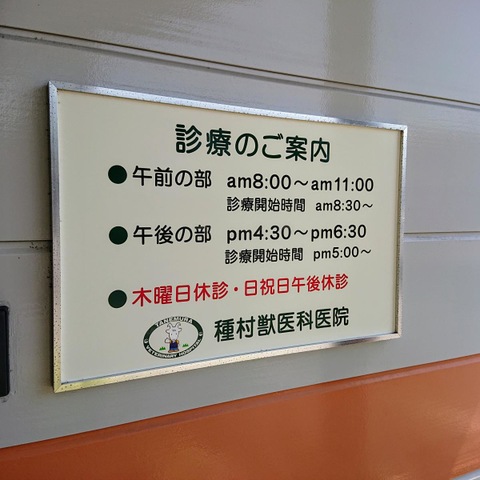 診療のご案内
●午前の部 am8:00～am11:00
診療開始時間 am8:30～
●午後の部 pm4:30～pm6:30
診療開始時間 pm5:00～
●木曜日休診・日祝日午後休診
TANEMURA
VETERINARY HOSPITAL
種村獣医科医院